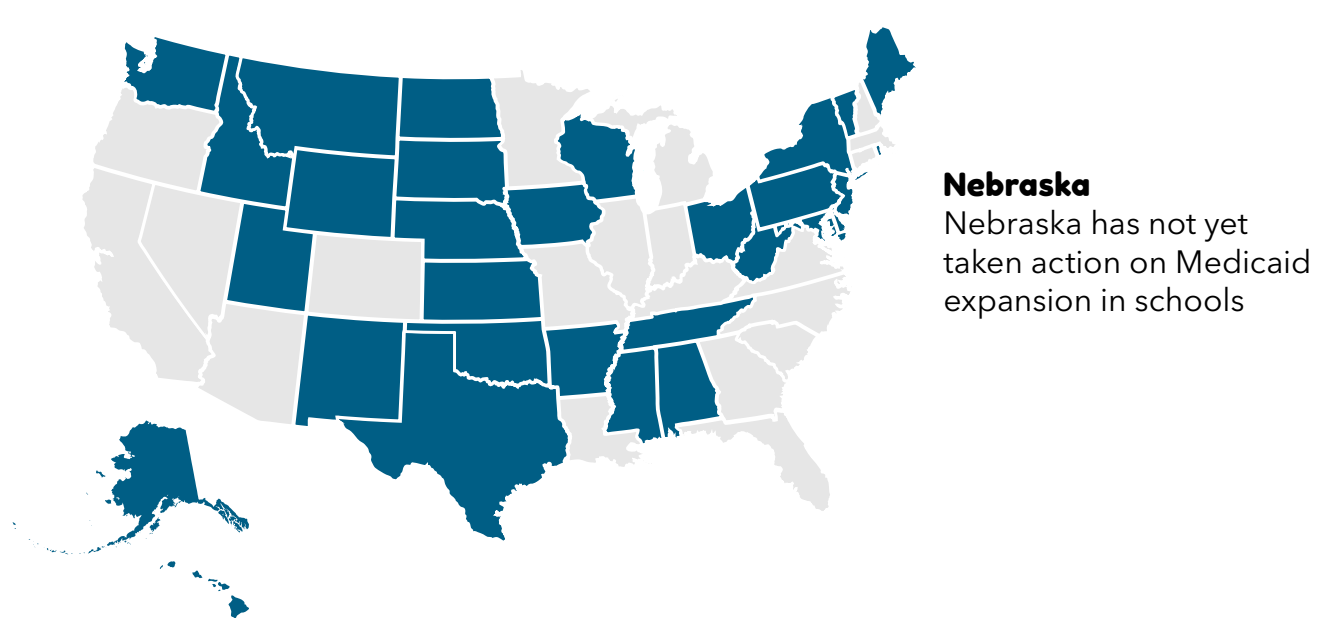 Nebraska
Nebraska has not yet
taken action on Medicaid
expansion in schools